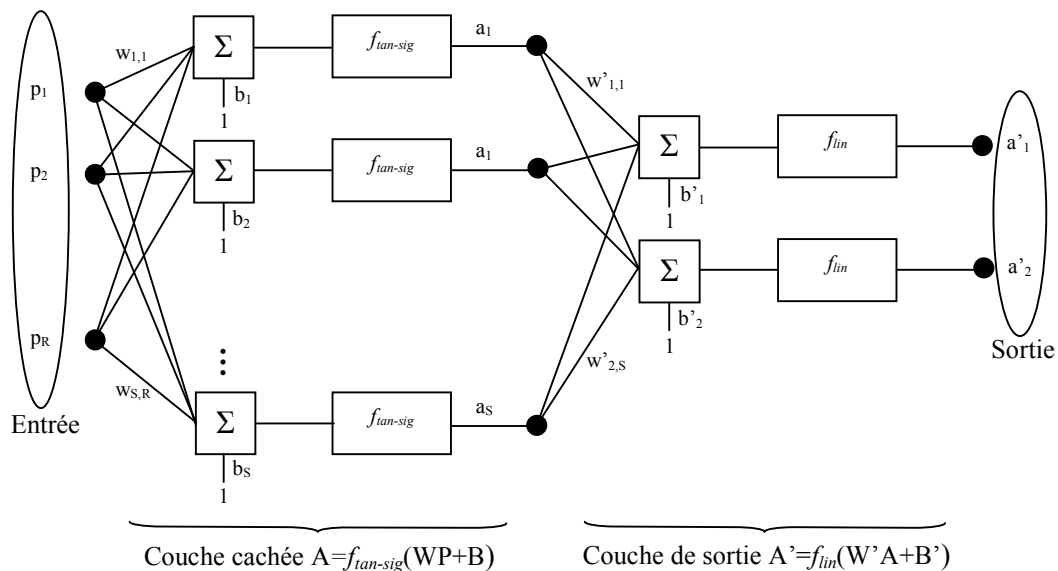 p1
p2
pR
Entrée
w1,1
wS,R
Σ
b1
1
ftan-sig
a1
Σ
b2
1
ftan-sig
a1
⋮
Σ
bS
1
ftan-sig
aS
w'1,1
w'2,S
Σ
b'1
1
flin
a'1
Σ
b'2
1
flin
a'2
Sortie
Couche cachée A=ftan-sig(WP+B)
Couche de sortie A'=flin(W'A+B')